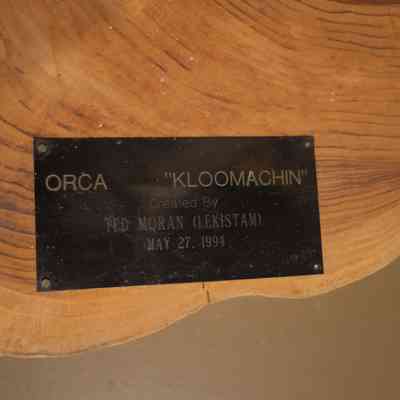 ORCA "KLOOMACHIN"
Created By
TED MORAN (LEKISTAM)
MAY 27, 1994